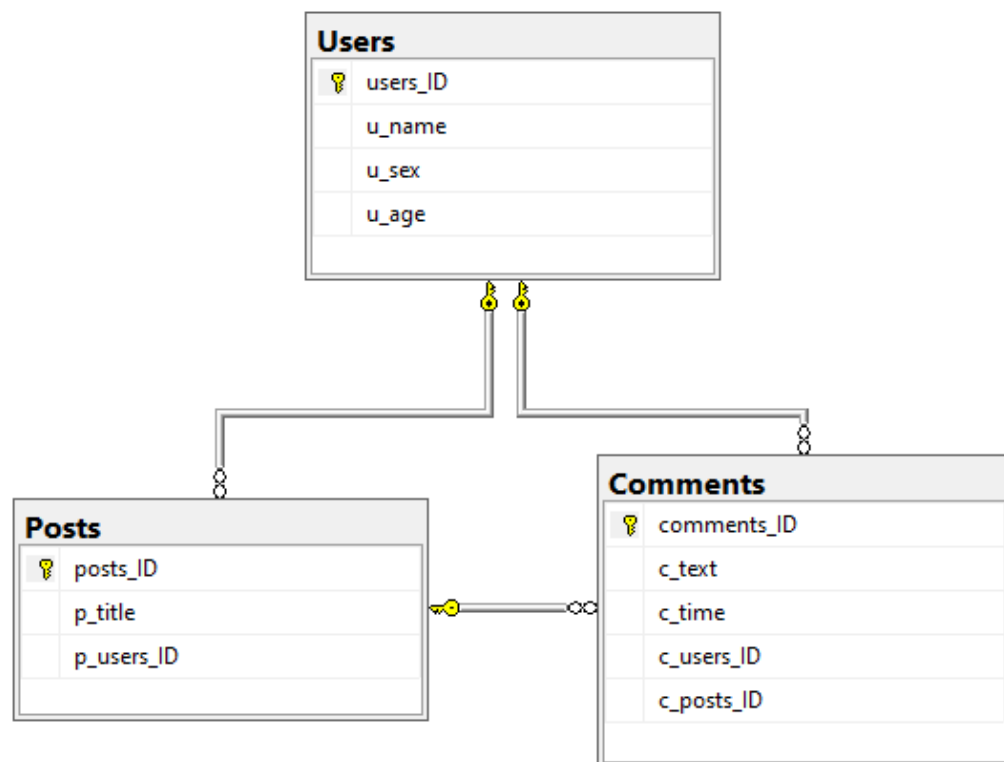 Users
users_ID
u_name
u_sex
u_age
Posts
posts_ID
p_title
p_users_ID
Comments
comments_ID
c_text
c_time
c_users_ID
c_posts_ID